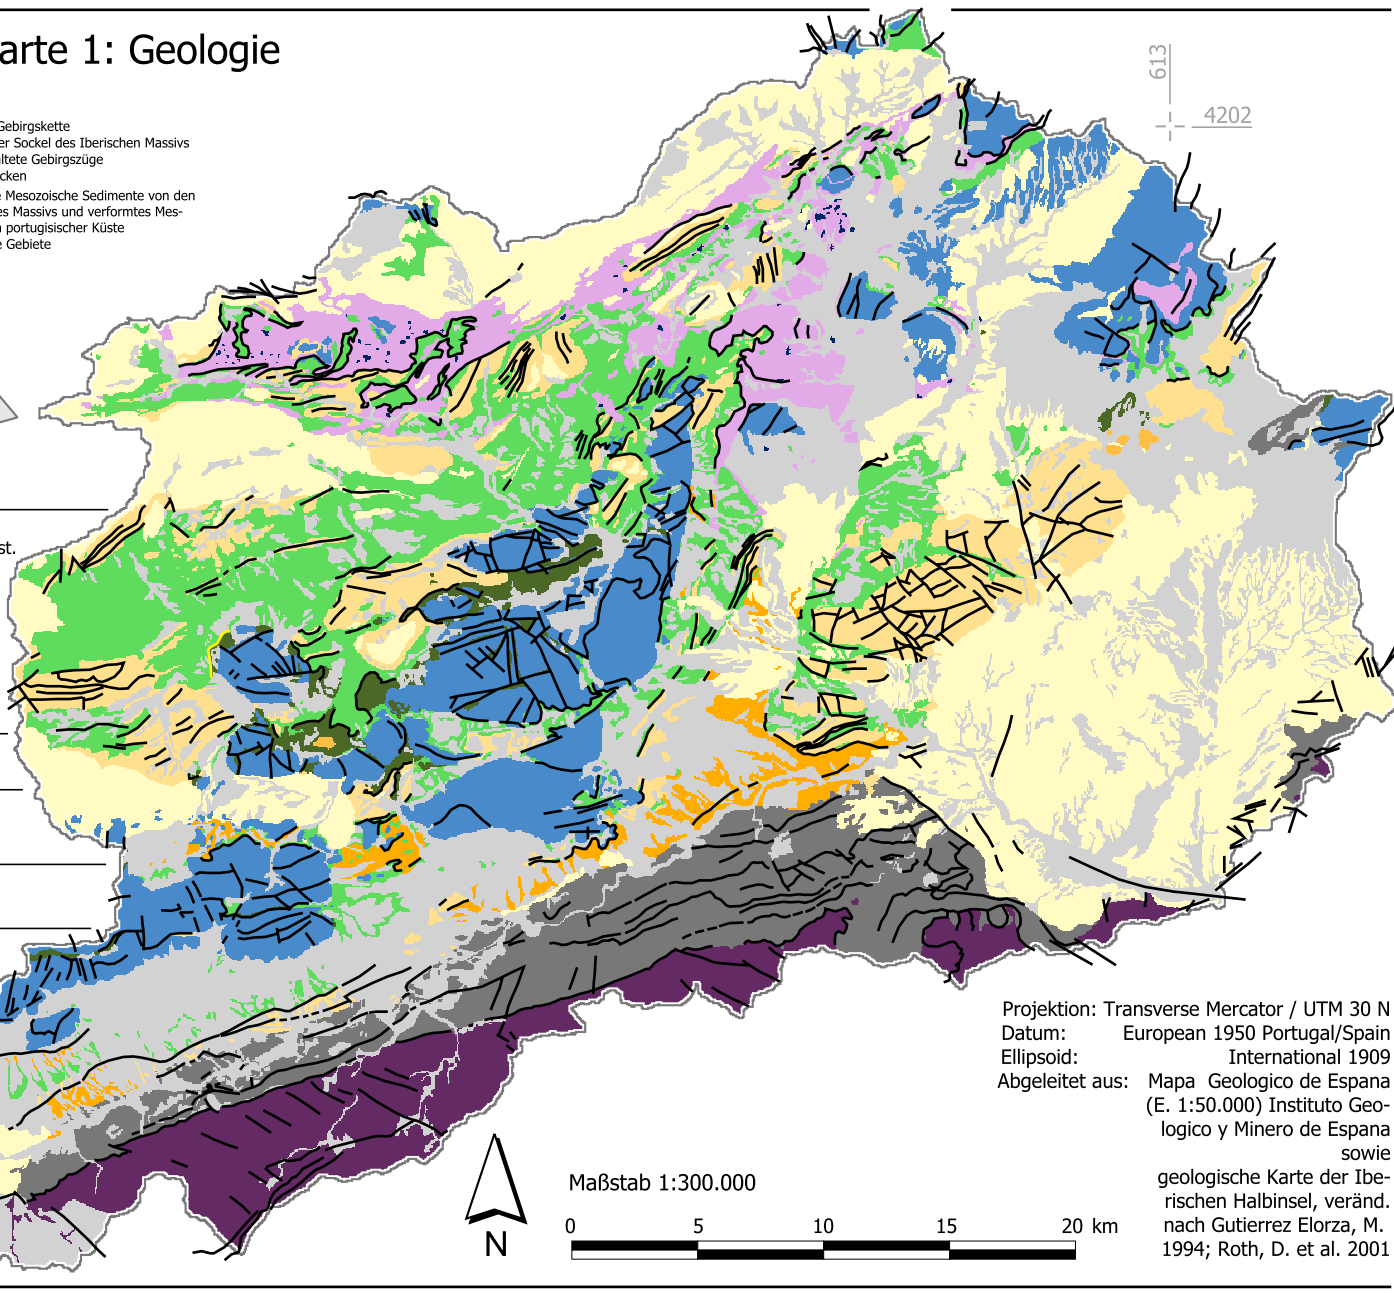 arte 1: Geologie
613
4202
Gebirgskette
er Sockel des Iberischen Massivs
altete Gebirgszüge
cken
e Mesozoische Sedimente von den
es Massivs und verformtes Mes-
n portugisischer Küste
e Gebiete
st.
Projektion: Transverse Mercator / UTM 30 N
Datum: European 1950 Portugal/Spain
Ellipsoid: International 1909
Abgeleitet aus: Mapa Geologico de Espana
(E. 1:50.000) Instituto Geo-
logico y Minero de Espana
sowie
geologische Karte der Ibe-
rischen Halbinsel, veränd.
nach Gutierrez Elorza, M.
1994; Roth, D. et al. 2001
N
Maßstab 1:300.000
0 5 10 15 20 km